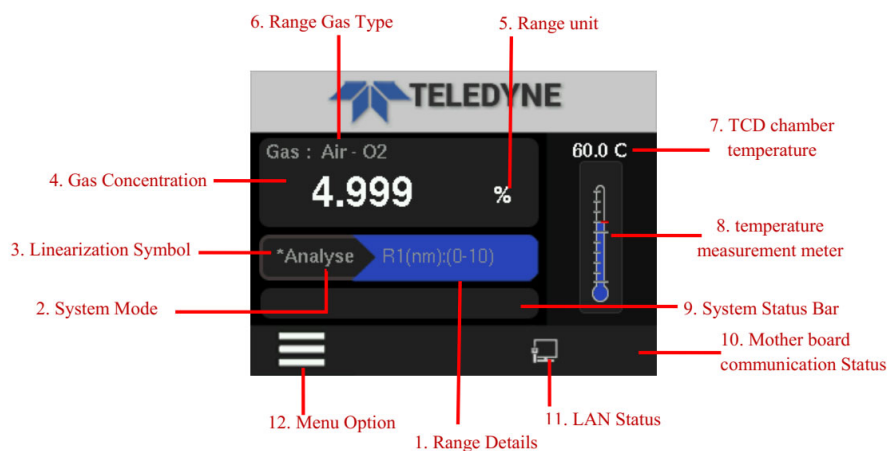 6. Range Gas Type
5. Range unit
TELEDYNE
7. TCD chamber
temperature
Gas : Air - O2
60.0 C
4. Gas Concentration
4.999
%
8. temperature
measurement meter
3. Linearization Symbol
*Analyse
R1(nm):(0-10)
2. System Mode
9. System Status Bar
10. Mother board
communication Status
12. Menu Option
11. LAN Status
1. Range Details